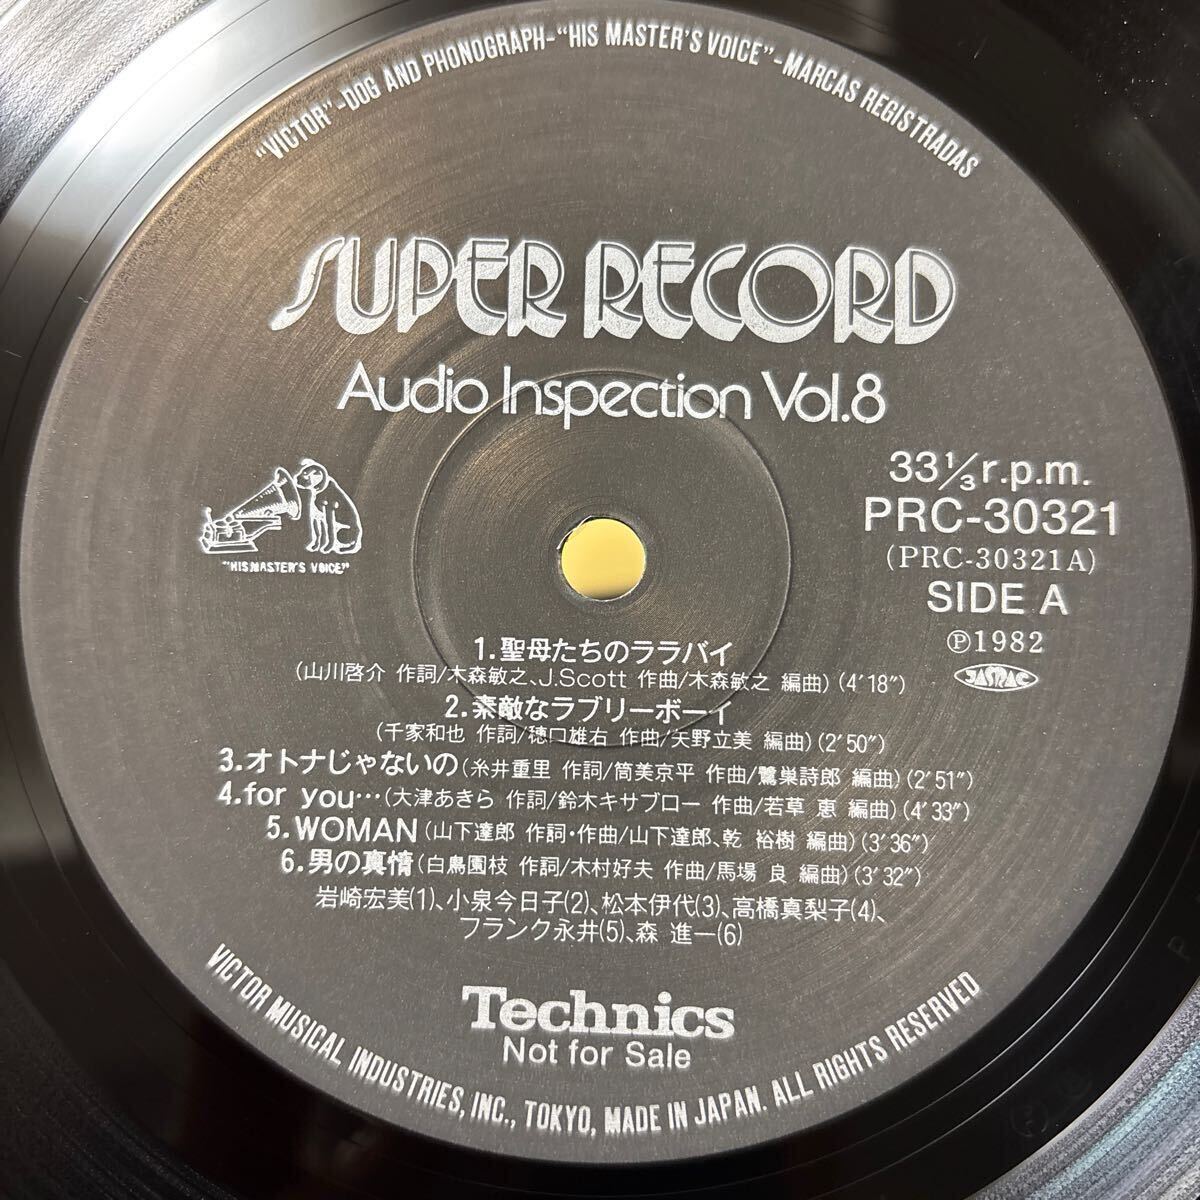 "VICTOR"-DOG AND PHONOGRAPH-"HIS MASTER'S VOICE"-MARCAS REGISTRADAS
SUPER RECORD
Audio Inspection Vol.8
"HIS MASTER'S VOICE"
33⅓r.p.m.
PRC-30321
(PRC-30321A)
SIDE A
Ⓟ1982
JASRAC
1.聖母たちのララバイ
(山川啓介 作詞/木森敏之、J.Scott 作曲/木森敏之 編曲)(4'18")
2.素敵なラブリーボーイ
(千家和也 作詞/穂口雄右 作曲/矢野立美 編曲)(2'50")
3.オトナじゃないの(糸井重里 作詞/筒美京平 作曲/鷺巣詩郎 編曲)(2'51")
4.for you…(大津あきら 作詞/鈴木キサブロー 作曲/若草 恵 編曲)(4'33")
5.WOMAN(山下達郎 作詞・作曲/山下達郎、乾 裕樹 編曲)(3'36")
6.男の真情(白鳥園枝 作詞/木村好夫 作曲/馬場 良 編曲)(3'32")
岩崎宏美(1)、小泉今日子(2)、松本伊代(3)、高橋真梨子(4)、
フランク永井(5)、森 進一(6)
Technics
Not for Sale
VICTOR MUSICAL INDUSTRIES, INC., TOKYO, MADE IN JAPAN. ALL RIGHTS RESERVED